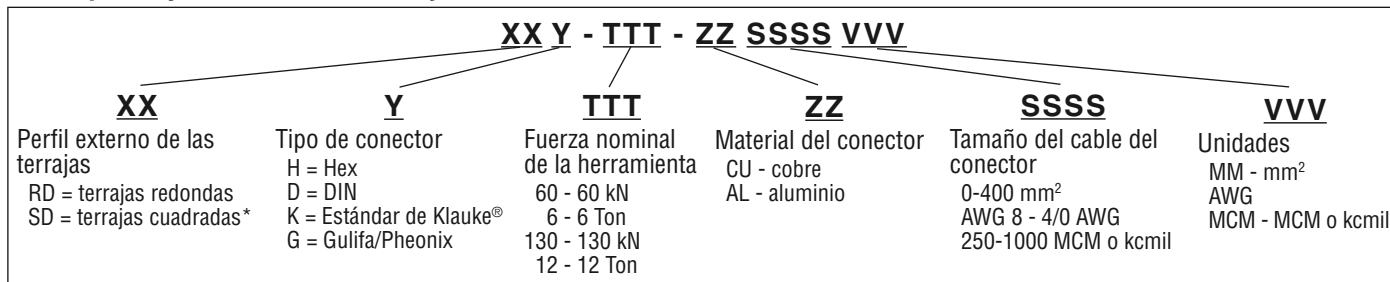 XX Y - TTT - ZZ SSSS VVV
XX
Perfil externo de las
terrajas
RD = terrajas redondas
SD = terrajas cuadradas*
Y
Tipo de conector
H = Hex
D = DIN
K = Estándar de Klauke®
G = Gulifa/Pheonix
TTT
Fuerza nominal
de la herramienta
60 - 60 kN
6 - 6 Ton
130 - 130 kN
12 - 12 Ton
ZZ
Material del conector
CU - cobre
AL - aluminio
SSSS
Tamaño del cable del
conector
0-400 mm²
AWG 8 - 4/0 AWG
250-1000 MCM o kcmil
VVV
Unidades
MM - mm²
AWG
MCM - MCM o kcmil